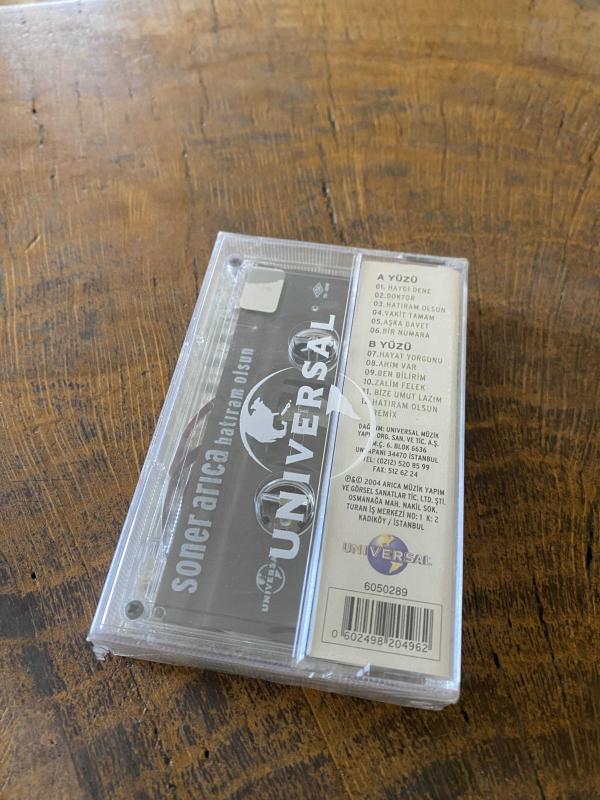 soner arıca hatıram olsun
UNIVERSAL
UNIVERSAL
A YÜZÜ
01. HAYDİ DENE
02. DOKTOR
03. HATIRAM OLSUN
04. VAKİT TAMAM
05. AŞKA DAVET
06. BİR NUMARA
B YÜZÜ
07. HAYAT YORGUNU
08. AHIM VAR
09. BEN BİLİRİM
10. ZALİM FELEK
11. BİZE UMUT LAZIM
HATIRAM OLSUN
REMIX
DAĞITIM: UNIVERSAL MÜZİK
YAPIM ORG. SAN. VE TİC. A.Ş.
İ.M.Ç. 6. BLOK 6636
UNKAPANI 34470 İSTANBUL
TEL: (0212) 520 85 99
FAX: 512 62 24
℗&© 2004 ARICA MÜZİK YAPIM
VE GÖRSEL SANATLAR TİC. LTD. ŞTİ.
OSMANAĞA MAH. NAKİL SOK.
TURAN İŞ MERKEZİ NO: 1 K: 2
KADIKÖY / İSTANBUL
UNIVERSAL
6050289
0 602498 204962